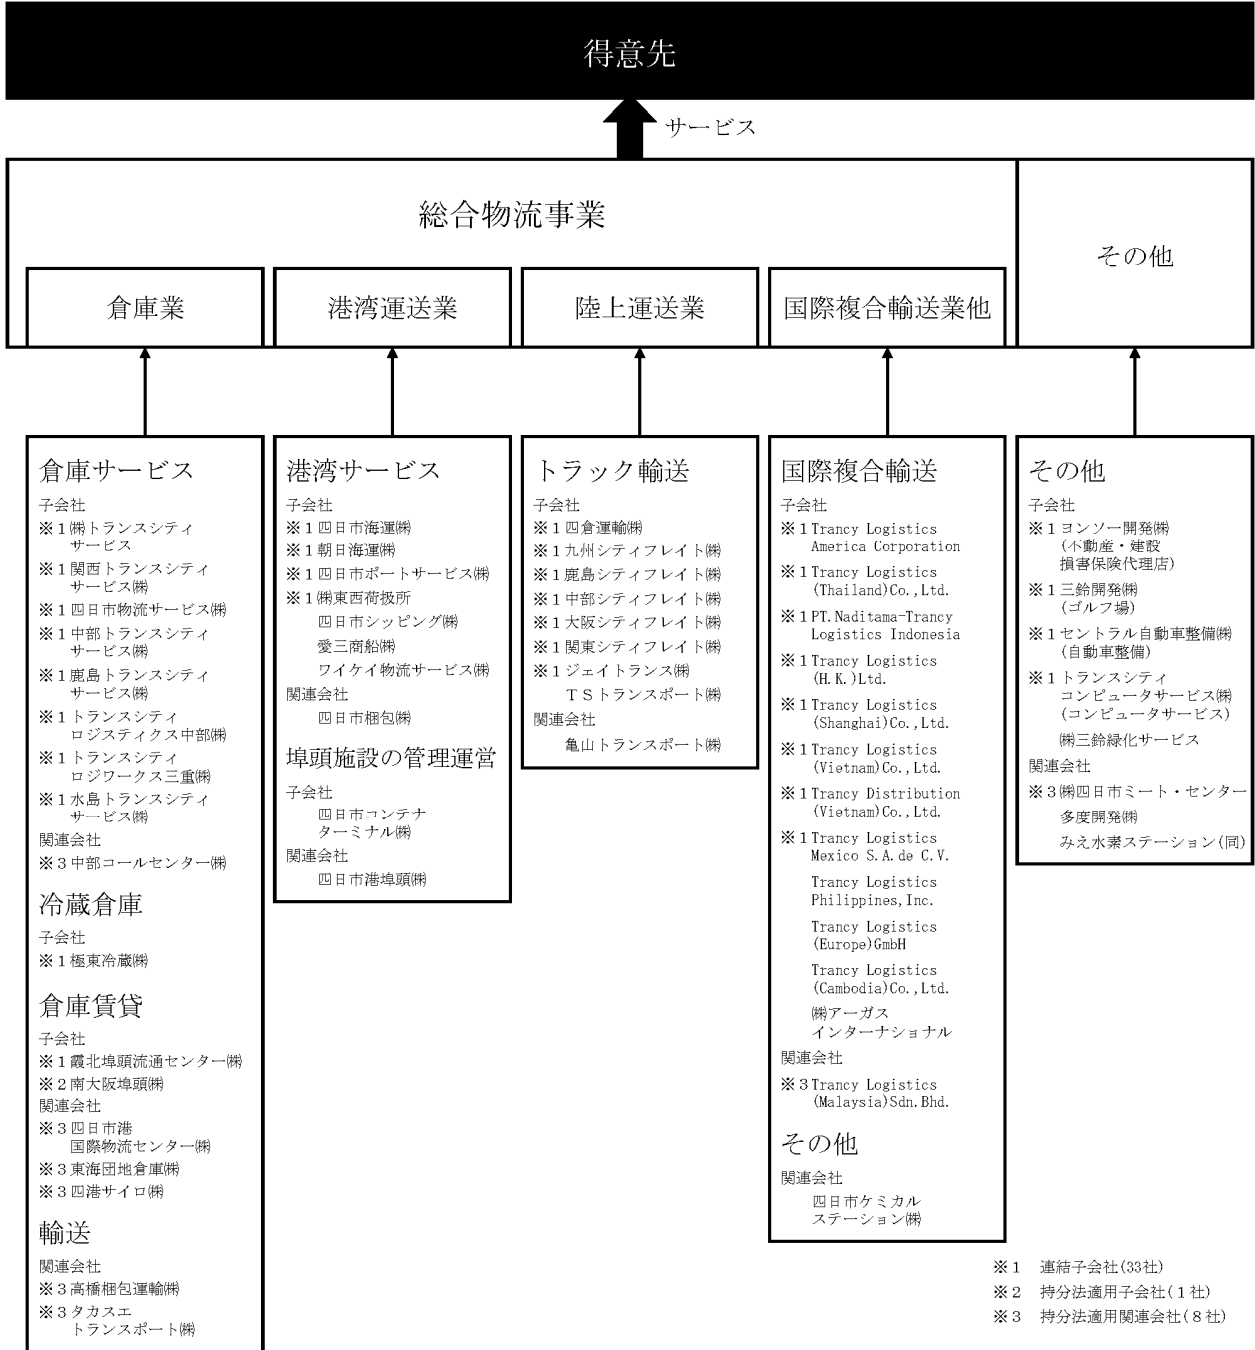 得意先
サービス
総合物流事業
その他
倉庫業
港湾運送業
陸上運送業
国際複合輸送業他
倉庫サービス
子会社
※1㈱トランスシティ
サービス
※1関西トランスシティ
サービス㈱
※1四日市物流サービス㈱
※1中部トランスシティ
サービス㈱
※1鹿島トランスシティ
サービス㈱
※1トランスシティ
ロジスティクス中部㈱
※1トランスシティ
ロジワークス三重㈱
※1水島トランスシティ
サービス㈱
関連会社
※3中部コールセンター㈱
冷蔵倉庫
子会社
※1極東冷蔵㈱
倉庫賃貸
子会社
※1霞北埠頭流通センター㈱
※2南大阪埠頭㈱
関連会社
※3四日市港
国際物流センター㈱
※3東海団地倉庫㈱
※3四港サイロ㈱
輸送
関連会社
※3高橋梱包運輸㈱
※3タカスエ
トランスポート㈱
港湾サービス
子会社
※1四日市海運㈱
※1朝日海運㈱
※1四日市ポートサービス㈱
※1㈱東西荷扱所
四日市シッピング㈱
愛三商船㈱
ワイケイ物流サービス㈱
関連会社
四日市梱包㈱
埠頭施設の管理運営
子会社
四日市コンテナ
ターミナル㈱
関連会社
四日市港埠頭㈱
トラック輸送
子会社
※1四倉運輸㈱
※1九州シティフレイト㈱
※1鹿島シティフレイト㈱
※1中部シティフレイト㈱
※1大阪シティフレイト㈱
※1関東シティフレイト㈱
※1ジェイトランス㈱
TSトランスポート㈱
関連会社
亀山トランスポート㈱
国際複合輸送
子会社
※1Trancy Logistics
America Corporation
※1Trancy Logistics
(Thailand)Co.,Ltd.
※1PT.Naditama-Trancy
Logistics Indonesia
※1Trancy Logistics
(H.K.)Ltd.
※1Trancy Logistics
(Shanghai)Co.,Ltd.
※1Trancy Logistics
(Vietnam)Co.,Ltd.
※1Trancy Distribution
(Vietnam)Co.,Ltd.
※1Trancy Logistics
Mexico S.A.de C.V.
Trancy Logistics
Philippines,Inc.
Trancy Logistics
(Europe)GmbH
Trancy Logistics
(Cambodia)Co.,Ltd.
㈱アーガス
インターナショナル
関連会社
※3Trancy Logistics
(Malaysia)Sdn.Bhd.
その他
関連会社
四日市ケミカル
ステーション㈱
その他
子会社
※1ヨンソー開発㈱
(不動産・建設
損害保険代理店)
※1三鈴開発㈱
(ゴルフ場)
※1セントラル自動車整備㈱
(自動車整備)
※1トランスシティ
コンピュータサービス㈱
(コンピュータサービス)
㈱三鈴緑化サービス
関連会社
※3㈱四日市ミート・センター
多度開発㈱
みえ水素ステーション(同)
※1 連結子会社(33社)
※2 持分法適用子会社(1社)
※3 持分法適用関連会社(8社)